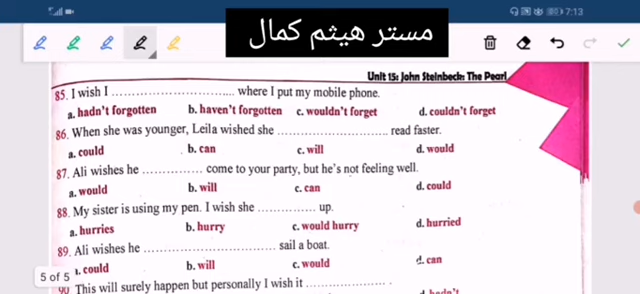 7:13
مستر هيثم كمال
Unit 15: John Steinbeck: The Pearl
85. I wish I .................................... where I put my mobile phone.
a. hadn't forgotten b. haven't forgotten c. wouldn't forget d. couldn't forget
86. When she was younger, Leila wished she ................................. read faster.
a. could b. can c. will d. would
87. Ali wishes he .................. come to your party, but he's not feeling well.
a. would b. will c. can d. could
88. My sister is using my pen. I wish she ................. up.
a. hurries b. hurry c. would hurry d. hurried
89. Ali wishes he ........................................ sail a boat.
5 of 5 a. could b. will c. would d. can
90 This will surely happen but personally I wish it ......................... .
d hadn't